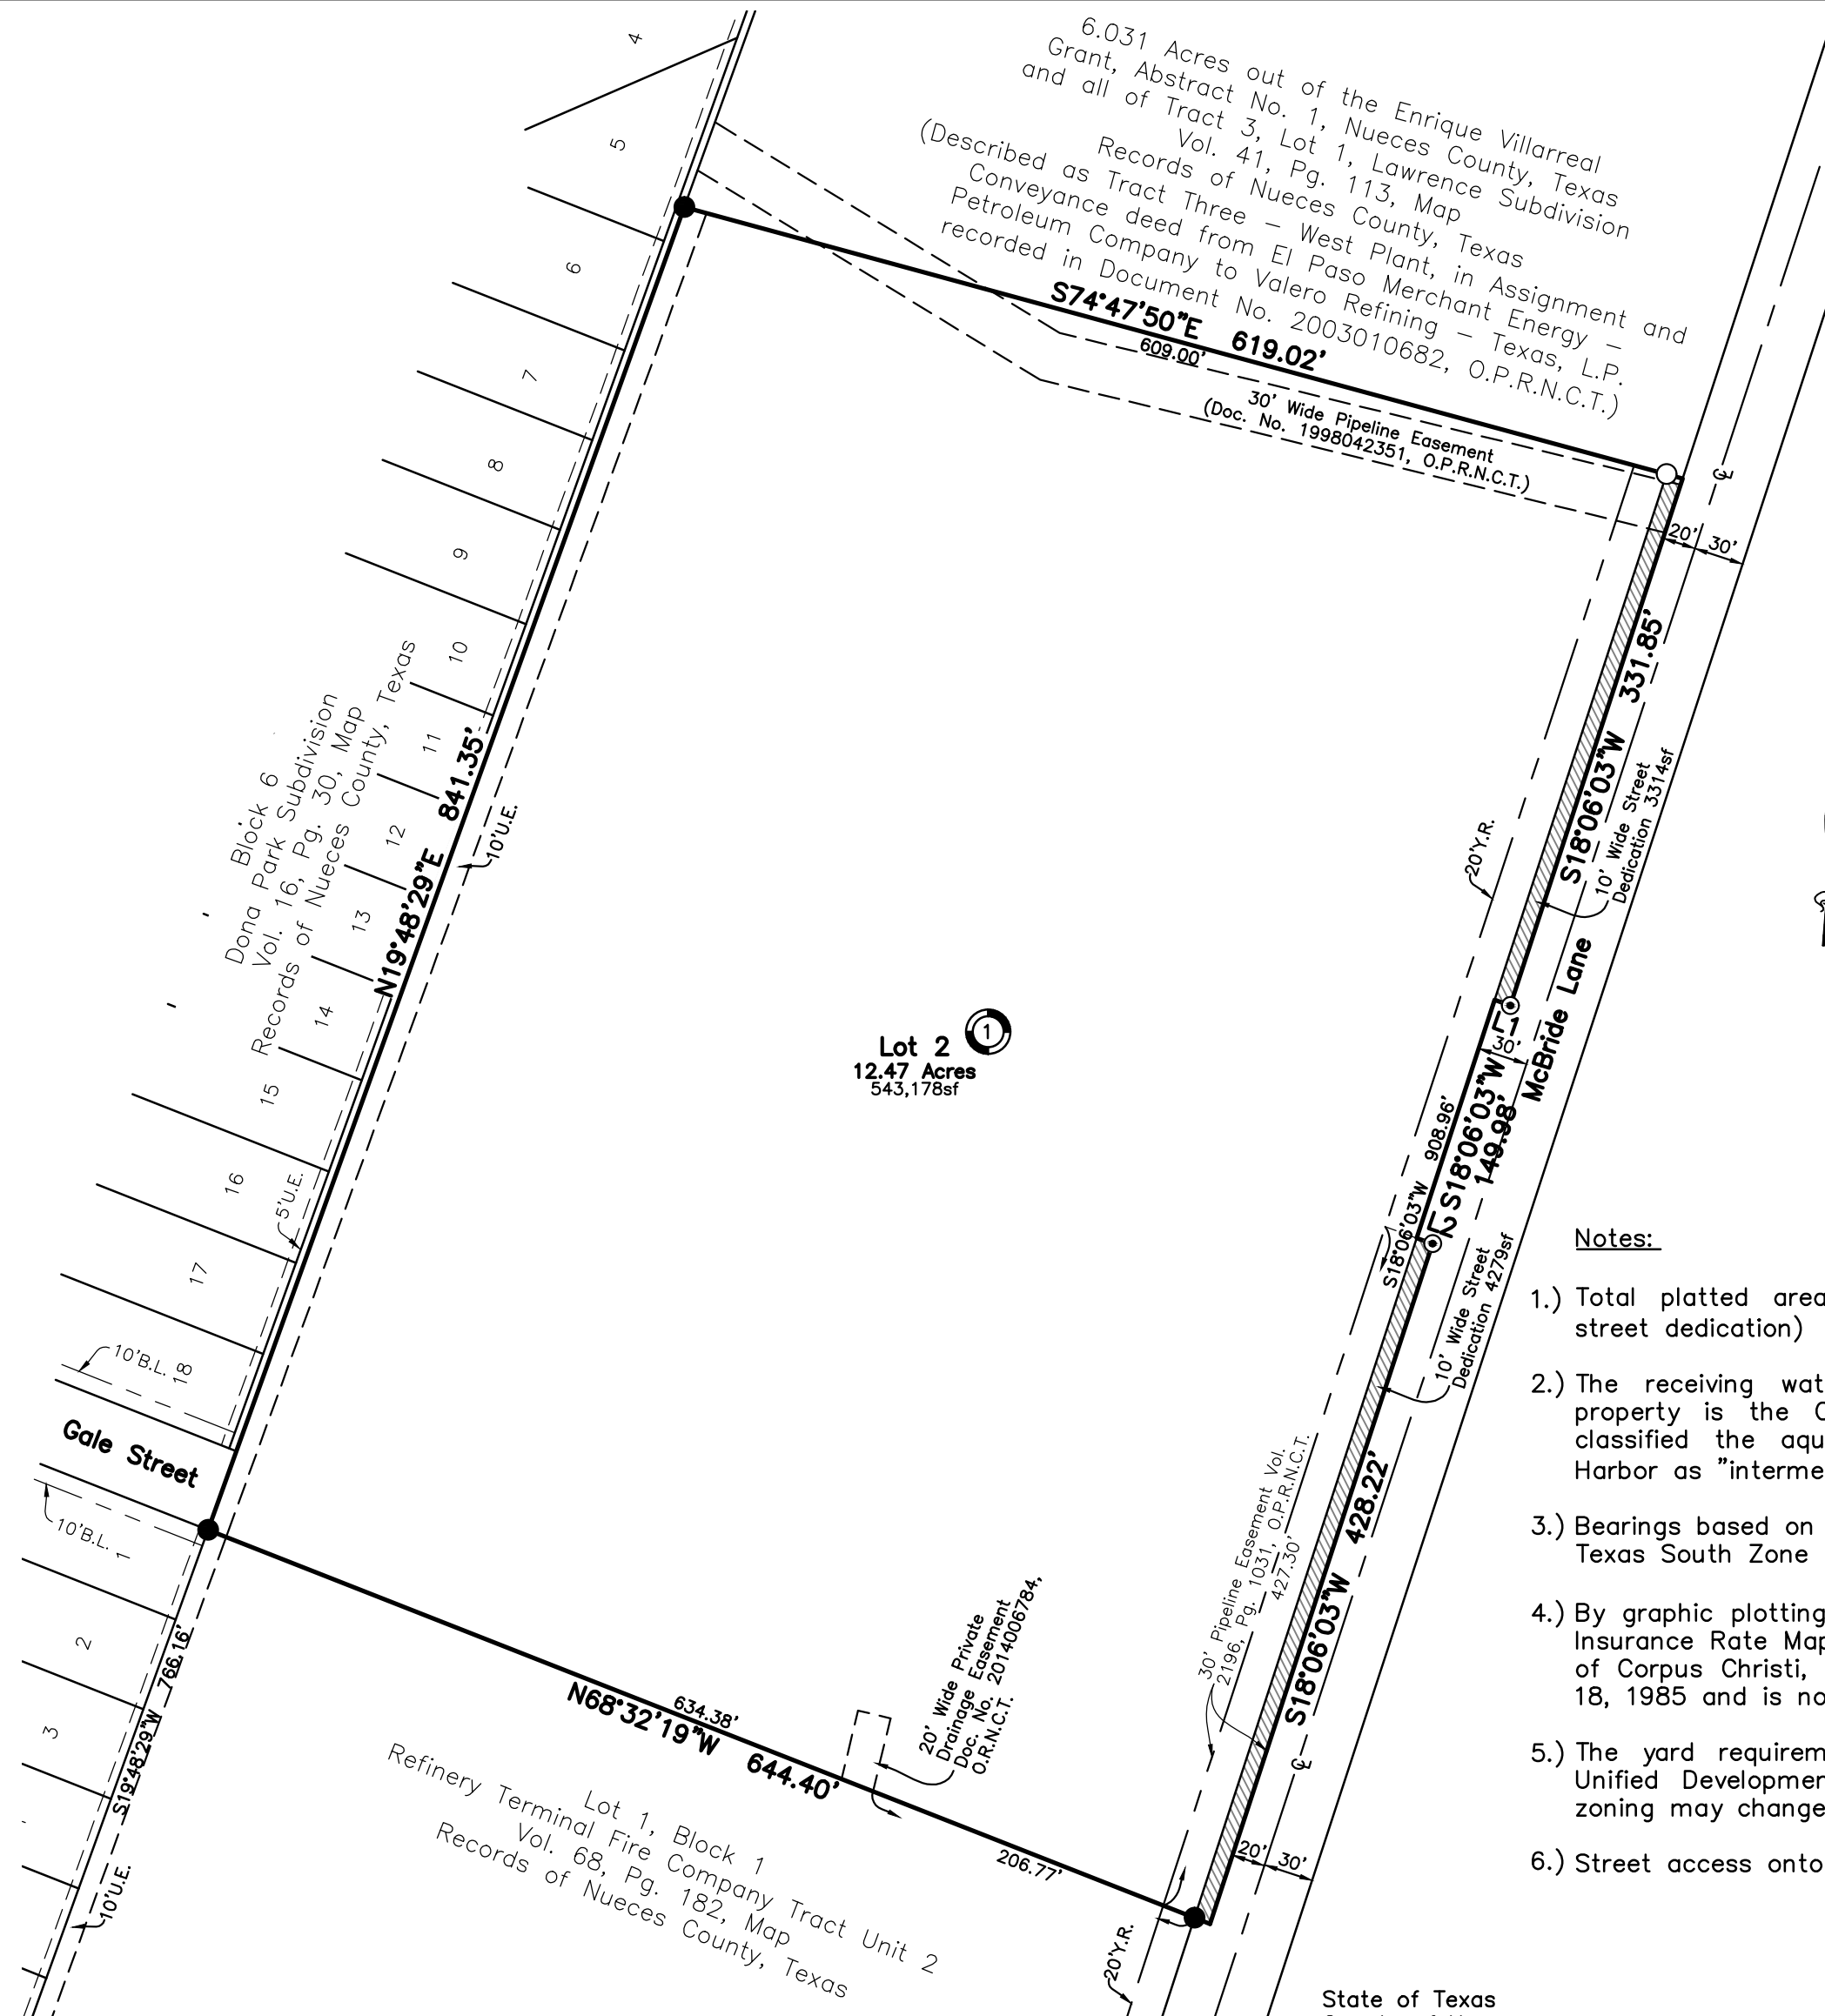 6.031 Acres out of the Enrique Villarreal
Grant, Abstract No. 1, Nueces County, Texas
and all of Tract 3, Lot 1, Lawrence Subdivision
Vol. 41, Pg. 113, Map
Records of Nueces County, Texas
(Described as Tract Three – West Plant, in Assignment and
Conveyance deed from El Paso Merchant Energy –
Petroleum Company to Valero Refining – Texas, L.P.
recorded in Document No. 2003010682, O.P.R.N.C.T.)
4
5
6
7
8
9
10
11
12
13
14
15
16
17
18
S74°47'50"E 619.02'
609.00'
30' Wide Pipeline Easement
(Doc. No. 1998042351, O.P.R.N.C.T.)
20'
30'
Block 6
Dona Park Subdivision
Vol. 16, Pg. 30, Map
Records of Nueces County, Texas
N19°48'29"E 841.35'
10'U.E.
5'U.E.
Lot 2
1
12.47 Acres
543,178sf
20'Y.R.
S18°06'03"W 331.85'
10' Wide Street
Dedication 3314sf
McBride Lane
L1
30'
S18°06'03"W
149.98'
L2
S18°06'03"W 908.96'
10' Wide Street
Dedication 4279sf
S18°06'03"W 428.22'
30' Pipeline Easement Vol.
2196, Pg. 1031, O.P.R.N.C.T.
427.30'
10'B.L.
Gale Street
10'B.L.
1
2
3
S19°48'29"W 766.16'
10'U.E.
634.38'
N68°32'19"W 644.40'
206.77'
20' Wide Private
Drainage Easement
Doc. No. 2014006784,
O.R.N.C.T.
Lot 1, Block 1
Refinery Terminal Fire Company Tract Unit 2
Vol. 68, Pg. 182, Map
Records of Nueces County, Texas
20'
30'
20'Y.R.
Notes:
1.) Total platted area
street dedication)
2.) The receiving wat
property is the
classified the aqu
Harbor as "interme
3.) Bearings based on
Texas South Zone
4.) By graphic plotting
Insurance Rate Map
of Corpus Christi,
18, 1985 and is no
5.) The yard requirem
Unified Developmen
zoning may change
6.) Street access onto
State of Texas